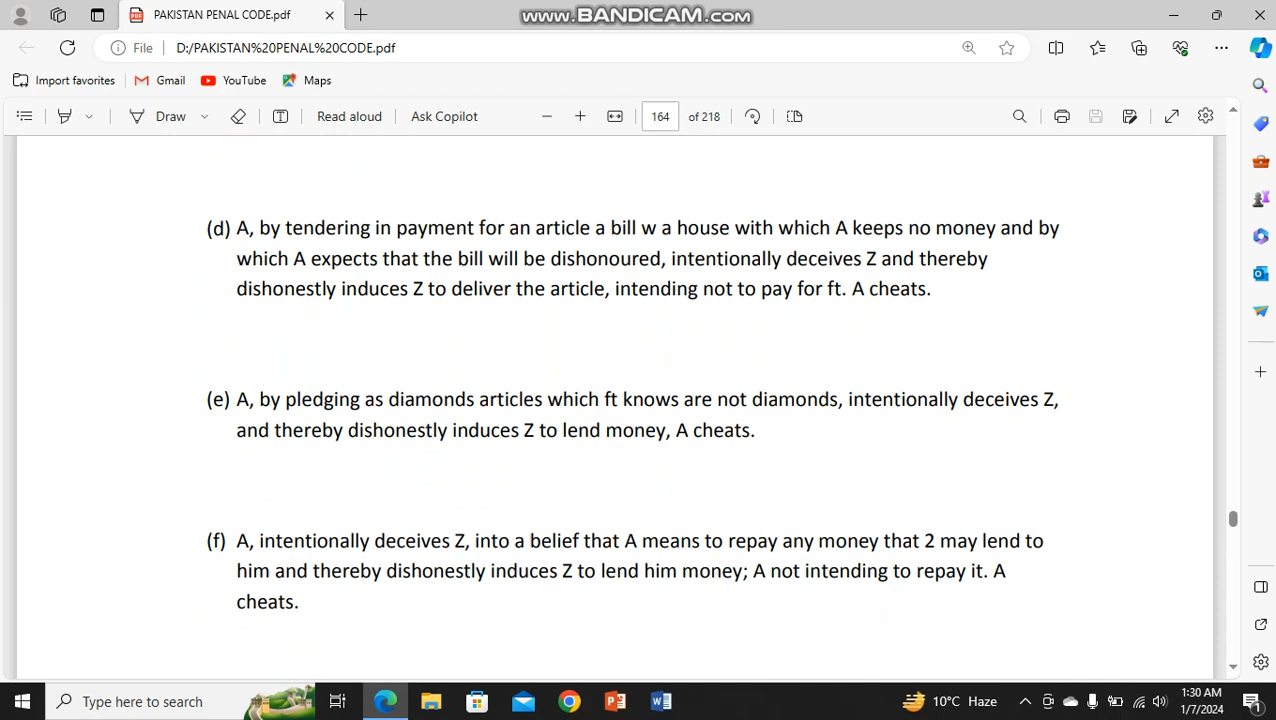 PAKISTAN PENAL CODE.pdf
www.BANDICAM.com
File D:/PAKISTAN%20PENAL%20CODE.pdf
Import favorites Gmail YouTube Maps
Draw Read aloud Ask Copilot 164 of 218
(d) A, by tendering in payment for an article a bill w a house with which A keeps no money and by
which A expects that the bill will be dishonoured, intentionally deceives Z and thereby
dishonestly induces Z to deliver the article, intending not to pay for ft. A cheats.
(e) A, by pledging as diamonds articles which ft knows are not diamonds, intentionally deceives Z,
and thereby dishonestly induces Z to lend money, A cheats.
(f) A, intentionally deceives Z, into a belief that A means to repay any money that 2 may lend to
him and thereby dishonestly induces Z to lend him money; A not intending to repay it. A
cheats.
Type here to search
10°C Haze
1:30 AM
1/7/2024
1